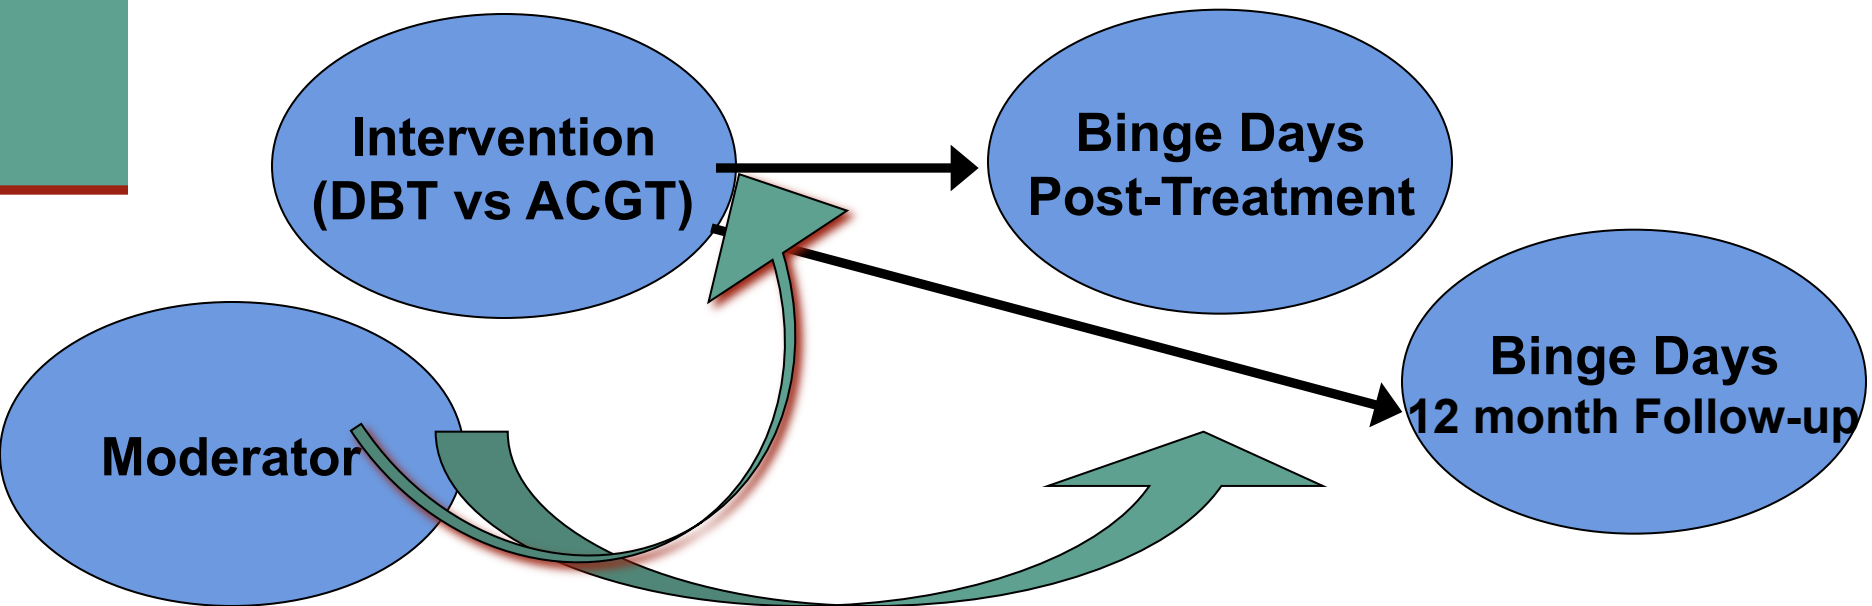 Intervention
(DBT vs ACGT)
Binge Days
Post-Treatment
Binge Days
12 month Follow-up
Moderator